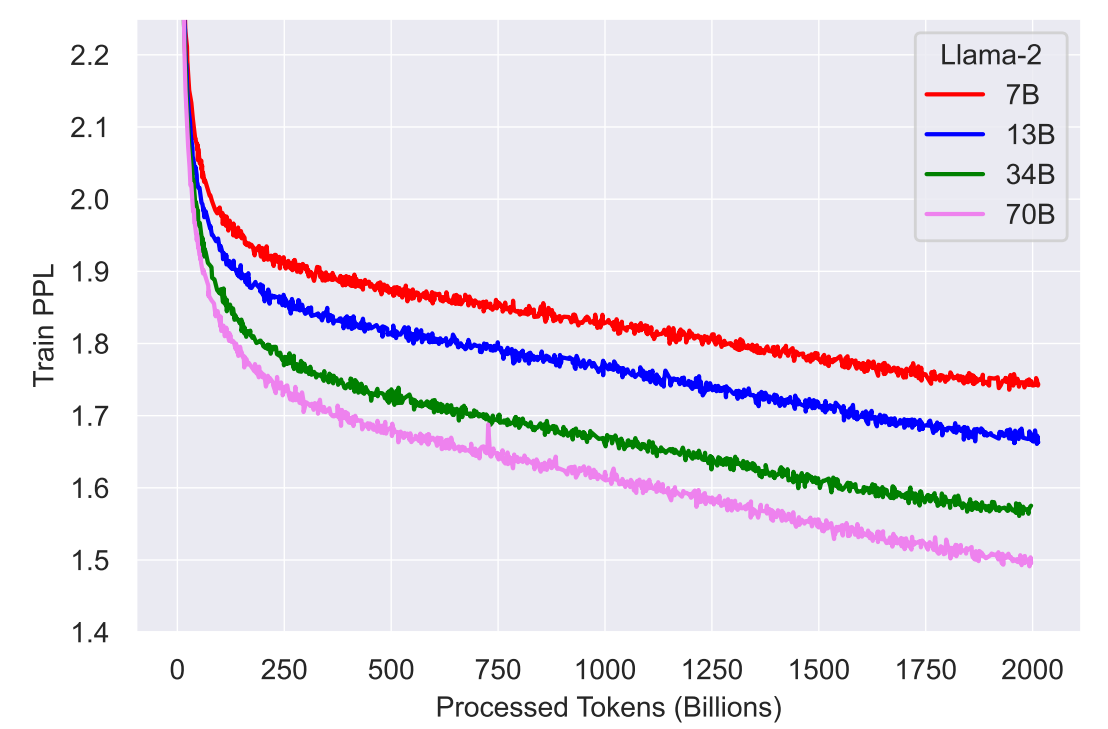 Llama-2
7B
13B
34B
70B
Train PPL
2.2
2.1
2.0
1.9
1.8
1.7
1.6
1.5
1.4
0 250 500 750 1000 1250 1500 1750 2000
Processed Tokens (Billions)